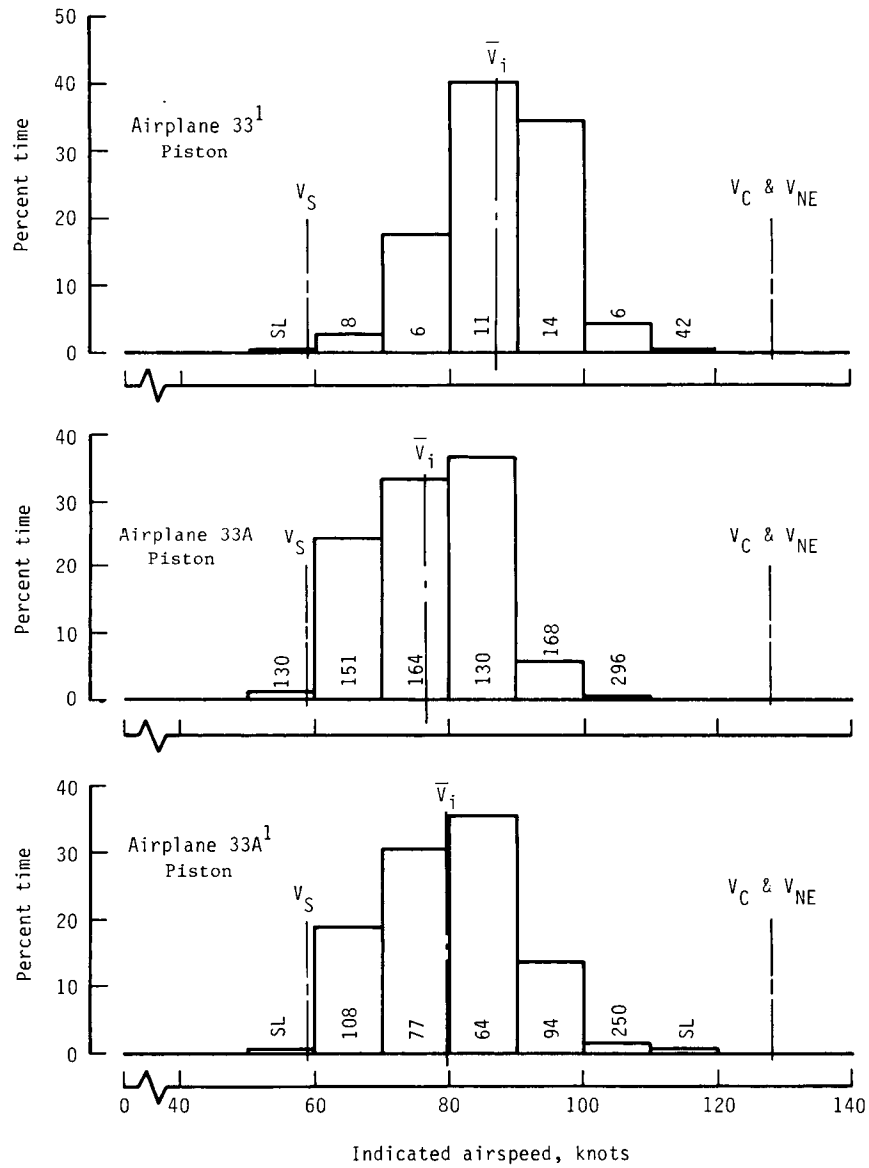 50
40
30
20
10
0
Percent time
Airplane 33¹
Piston
V_S
V̄_i
V_C & V_NE
SL
8
6
11
14
6
42
40
30
20
10
0
Percent time
Airplane 33A
Piston
V_S
V̄_i
V_C & V_NE
130
151
164
130
168
296
40
30
20
10
0
Percent time
Airplane 33A¹
Piston
V_S
V̄_i
V_C & V_NE
SL
108
77
64
94
250
SL
0 40 60 80 100 120 140
Indicated airspeed, knots